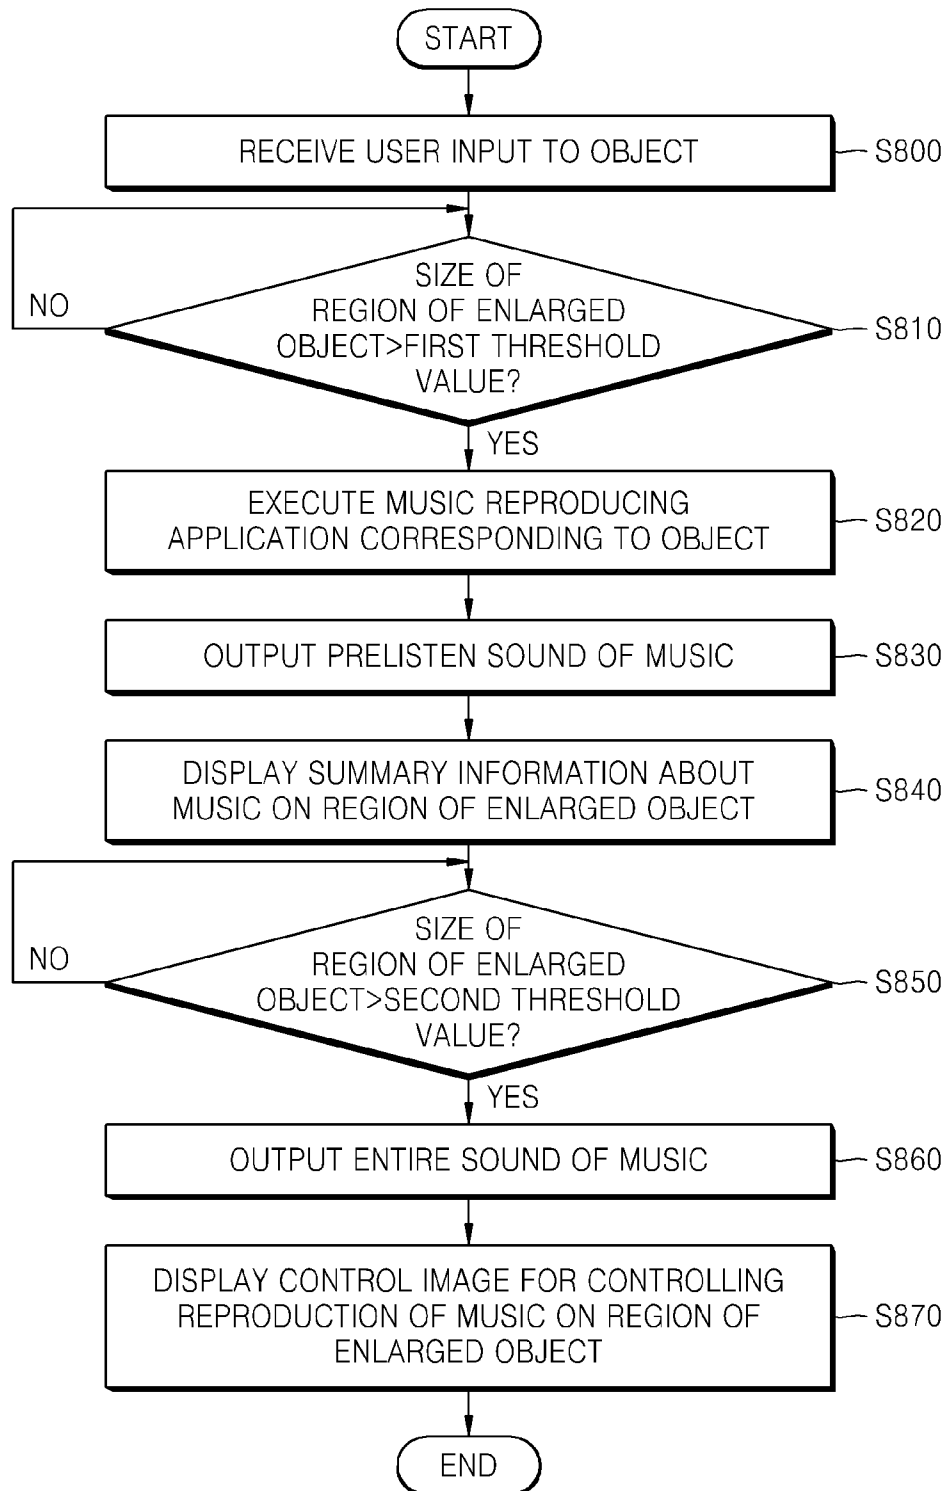 START
RECEIVE USER INPUT TO OBJECT
S800
SIZE OF
REGION OF ENLARGED
OBJECT>FIRST THRESHOLD
VALUE?
NO
S810
YES
EXECUTE MUSIC REPRODUCING
APPLICATION CORRESPONDING TO OBJECT
S820
OUTPUT PRELISTEN SOUND OF MUSIC
S830
DISPLAY SUMMARY INFORMATION ABOUT
MUSIC ON REGION OF ENLARGED OBJECT
S840
SIZE OF
REGION OF ENLARGED
OBJECT>SECOND THRESHOLD
VALUE?
NO
S850
YES
OUTPUT ENTIRE SOUND OF MUSIC
S860
DISPLAY CONTROL IMAGE FOR CONTROLLING
REPRODUCTION OF MUSIC ON REGION OF
ENLARGED OBJECT
S870
END